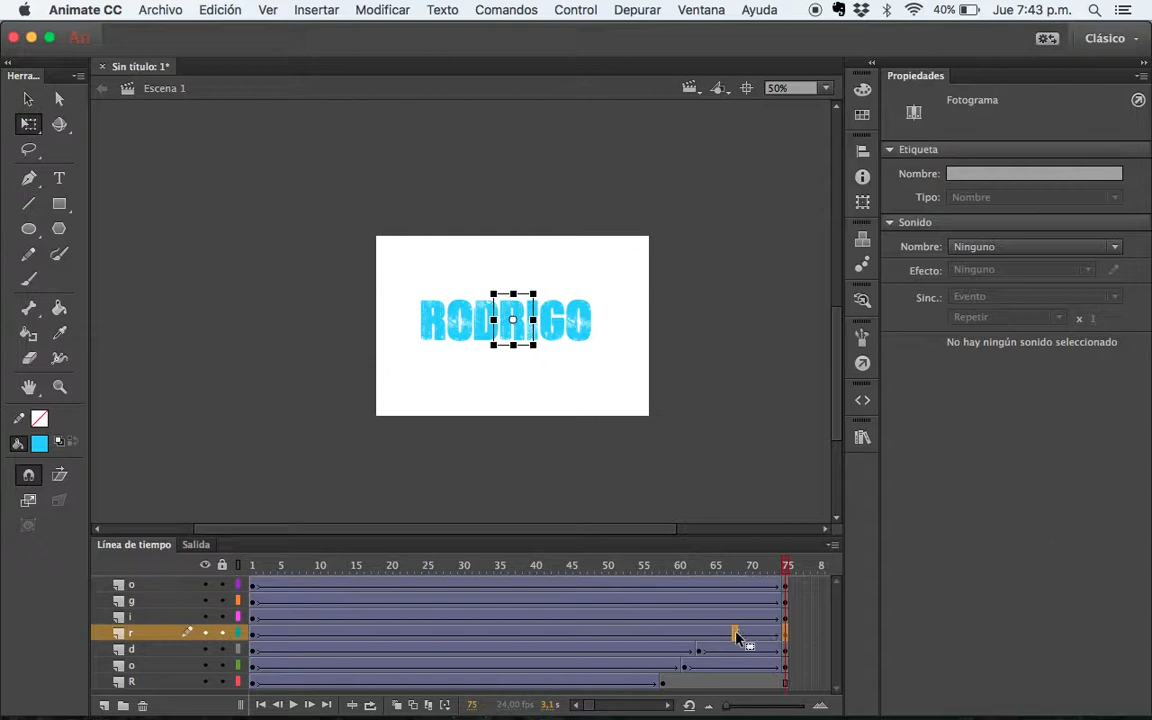 Animate CC Archivo Edición Ver Insertar Modificar Texto Comandos Control Depurar Ventana Ayuda 40% Jue 7:43 p.m.
An Clásico
Herra... Sin título: 1* Propiedades
Escena 1 50%
Fotograma
Etiqueta
Nombre:
Tipo: Nombre
Sonido
Nombre: Ninguno
Efecto: Ninguno
Sinc.: Evento
Repetir x 1
No hay ningún sonido seleccionado
RODRIGO
Línea de tiempo Salida
1 5 10 15 20 25 30 35 40 45 50 55 60 65 70 75 8
o
g
i
r
d
o
R
75 24,00 fps 3,1 s